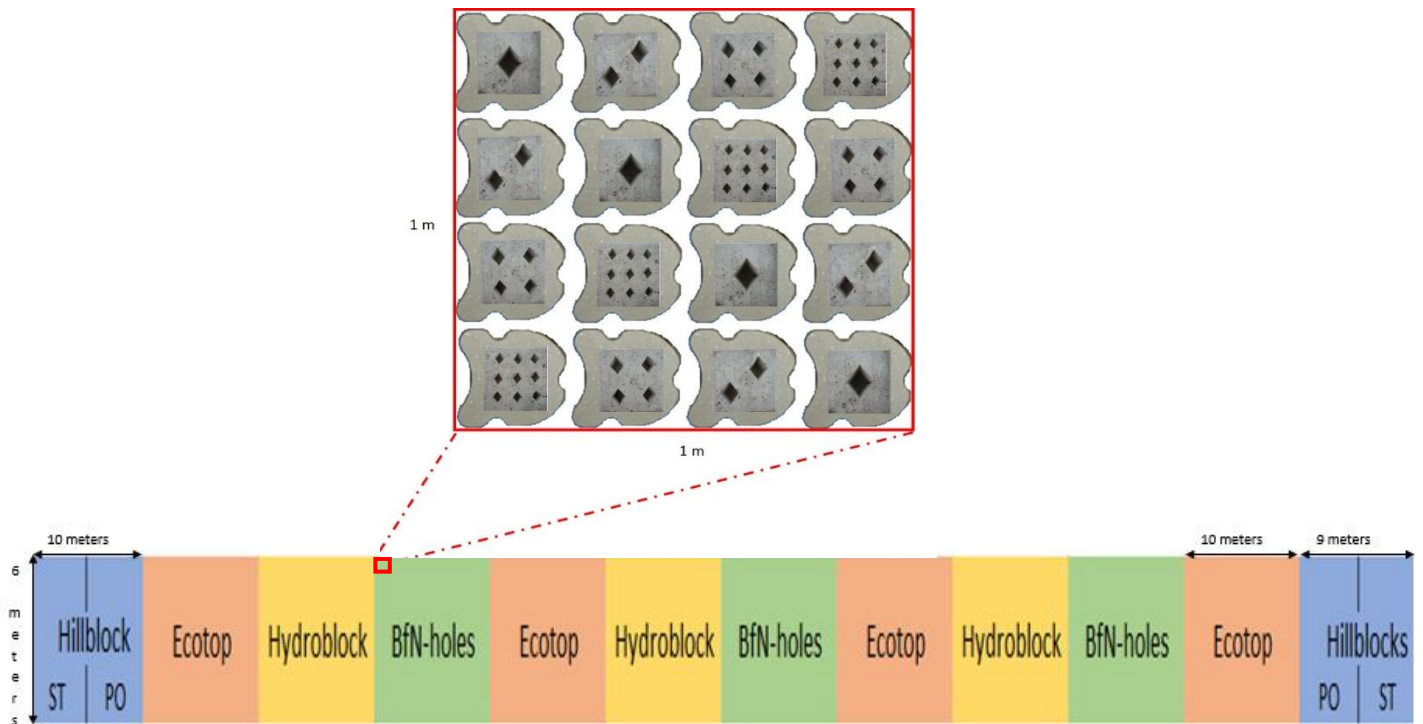 1 m
1 m
10 meters
10 meters
9 meters
6 meters
Hillblock
Ecotop
Hydroblock
BfN-holes
Ecotop
Hydroblock
BfN-holes
Ecotop
Hydroblock
BfN-holes
Ecotop
Hillblocks
ST
PO
PO
ST